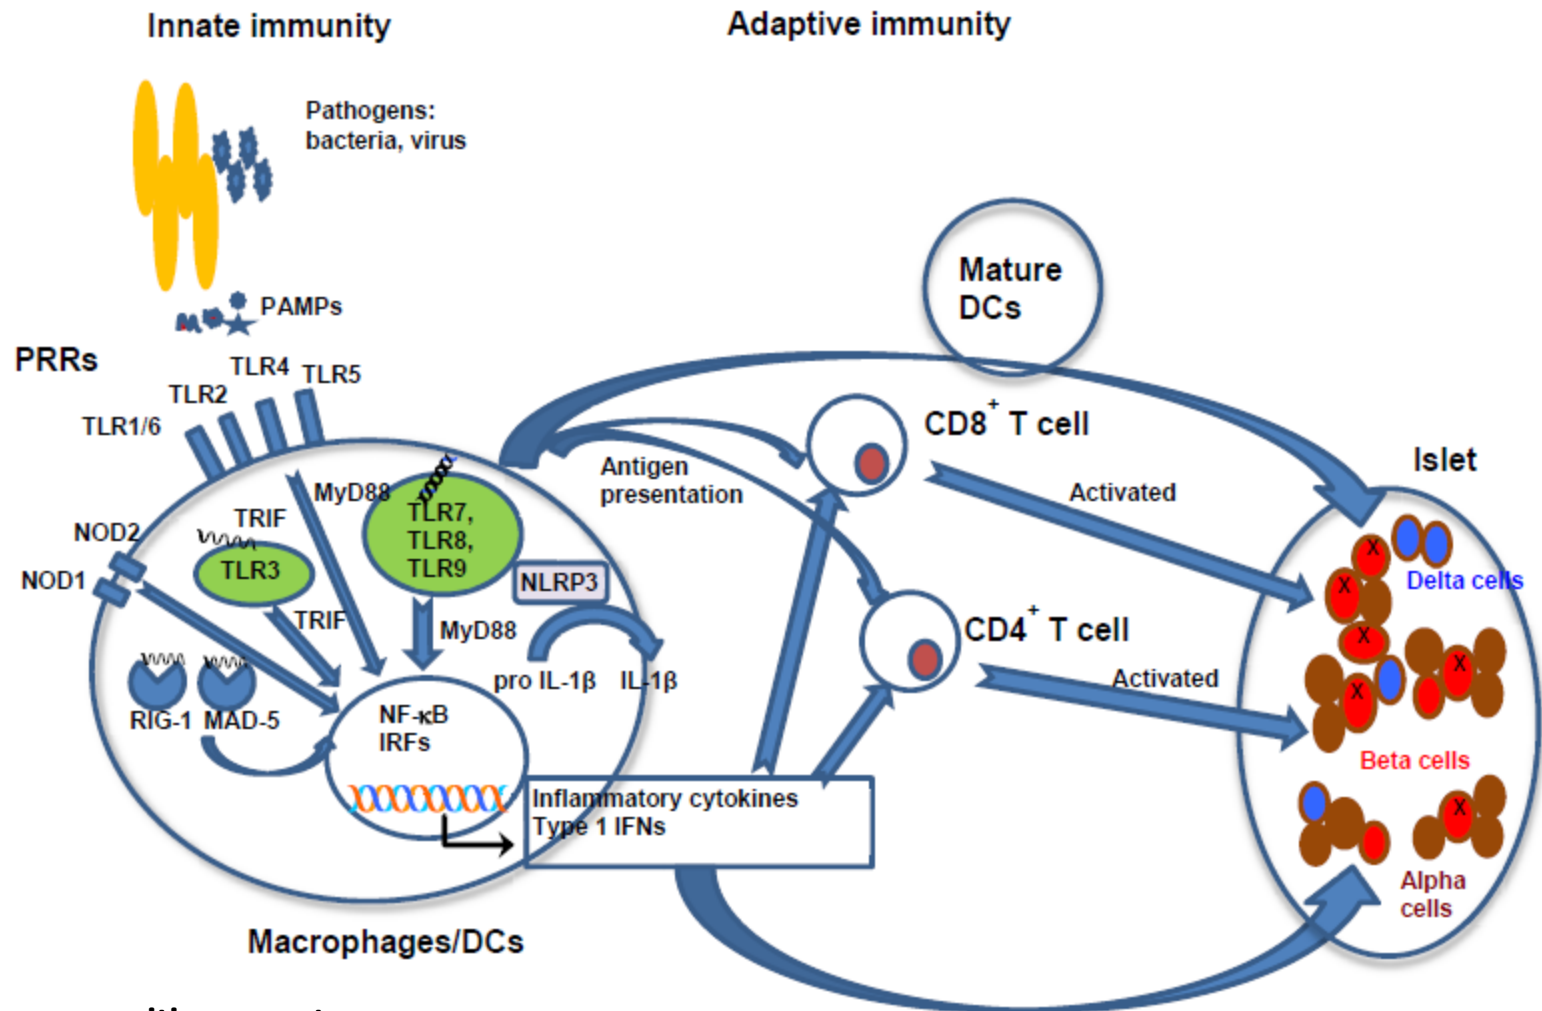 Innate immunity
Adaptive immunity
Pathogens:
bacteria, virus
PAMPs
PRRs
TLR4
TLR5
TLR2
TLR1/6
Mature
DCs
CD8+ T cell
Antigen
presentation
Activated
Islet
MyD88
TRIF
NOD2
NOD1
TLR3
TLR7,
TLR8,
TLR9
NLRP3
TRIF
MyD88
pro IL-1β
IL-1β
RIG-1
MAD-5
NF-κB
IRFs
CD4+ T cell
Activated
X
X
X
X
X
X
Delta cells
Beta cells
Alpha
cells
Inflammatory cytokines
Type 1 IFNs
Macrophages/DCs